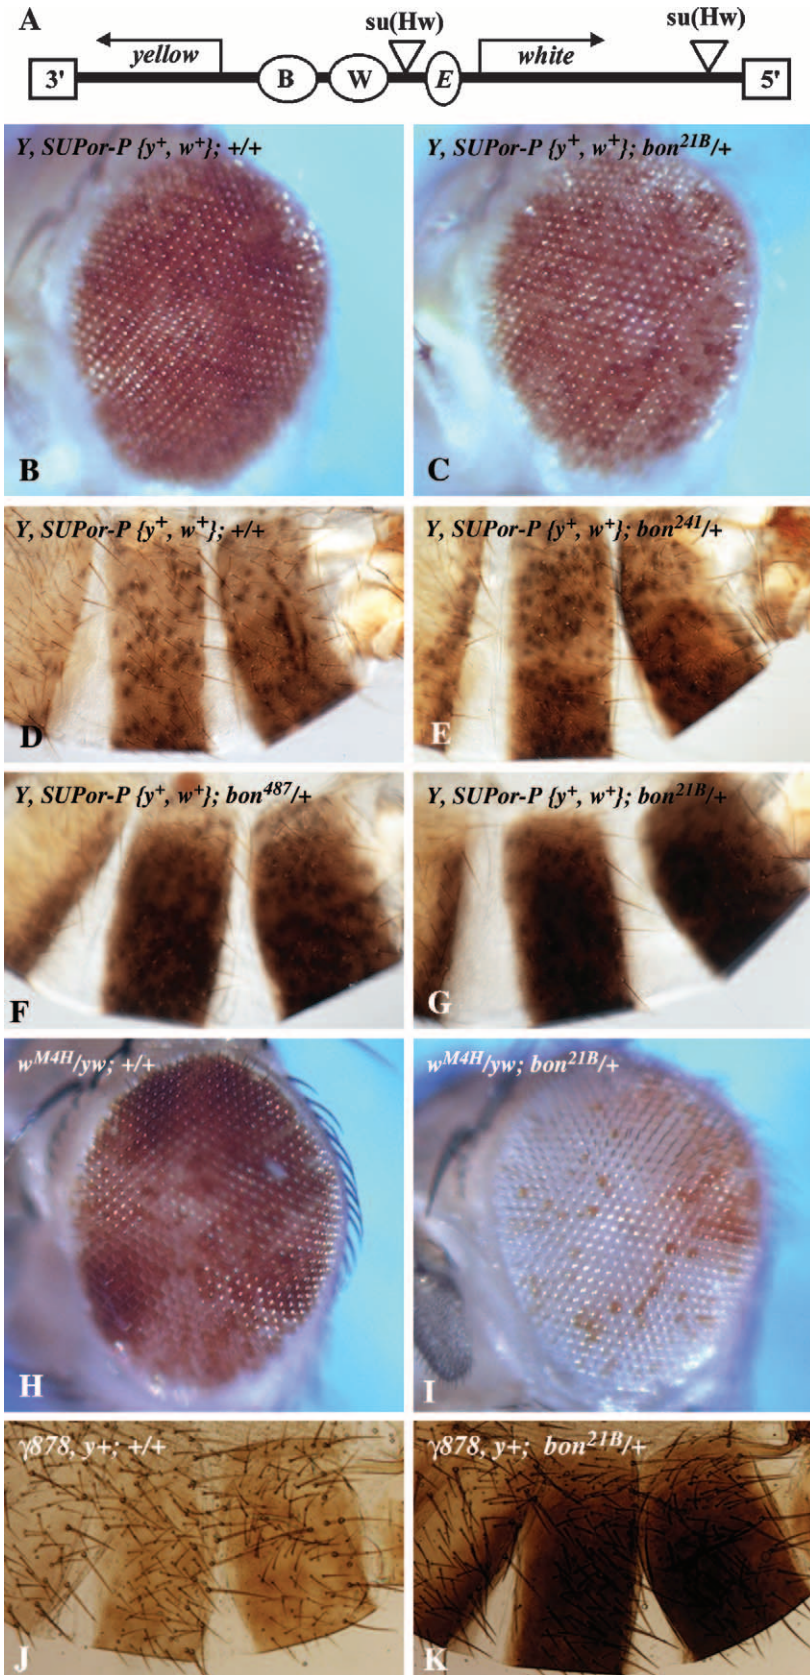 A
su(Hw) su(Hw)
yellow white
3' B W E 5'
Y, SUPor-P {y⁺, w⁺}; +/+
Y, SUPor-P {y⁺, w⁺}; bon²¹ᴮ/+
B
C
Y, SUPor-P {y⁺, w⁺}; +/+
Y, SUPor-P {y⁺, w⁺}; bon²⁴¹/+
D
E
Y, SUPor-P {y⁺, w⁺}; bon⁴⁸⁷/+
Y, SUPor-P {y⁺, w⁺}; bon²¹ᴮ/+
F
G
wᴹ⁴ᴴ/yw; +/+
wᴹ⁴ᴴ/yw; bon²¹ᴮ/+
H
I
γ878, y+; +/+
γ878, y+; bon²¹ᴮ/+
J
K